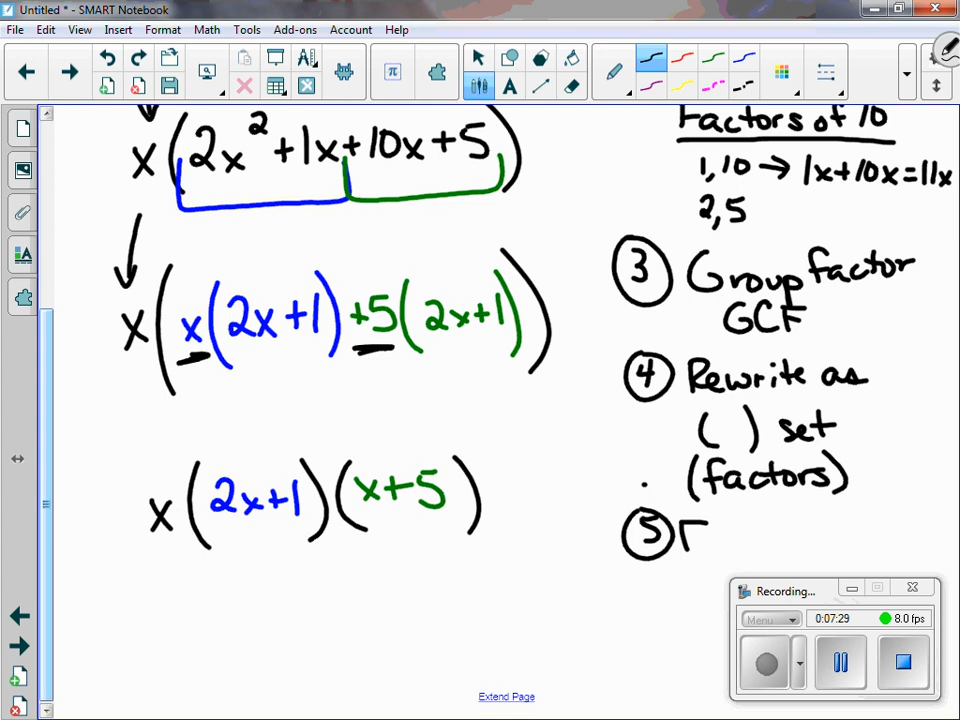 Untitled * - SMART Notebook
File Edit View Insert Format Math Tools Add-ons Account Help
π
A
x(2x²+1x+10x+5)
x(x(2x+1)+5(2x+1))
x(2x+1)(x+5)
Factors of 10
1,10 → 1x+10x=11x
2,5
③ Group factor
GCF
④ Rewrite as
( ) set
(factors)
⑤
Recording...
Menu 0:07:29 8.0 fps
Extend Page